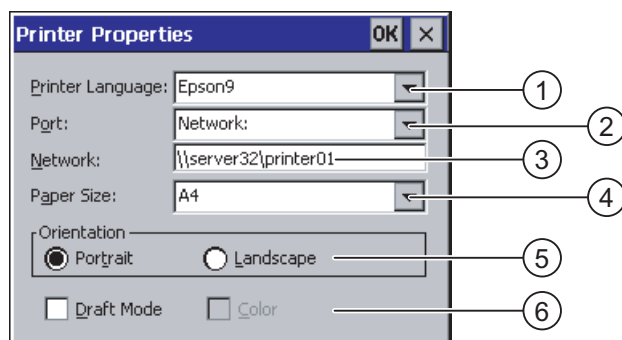 Printer Properties OK ×
Printer Language: Epson9 1
Port: Network: 2
Network: \\server32\printer01 3
Paper Size: A4 4
Orientation
Portrait Landscape 5
Draft Mode Color 6